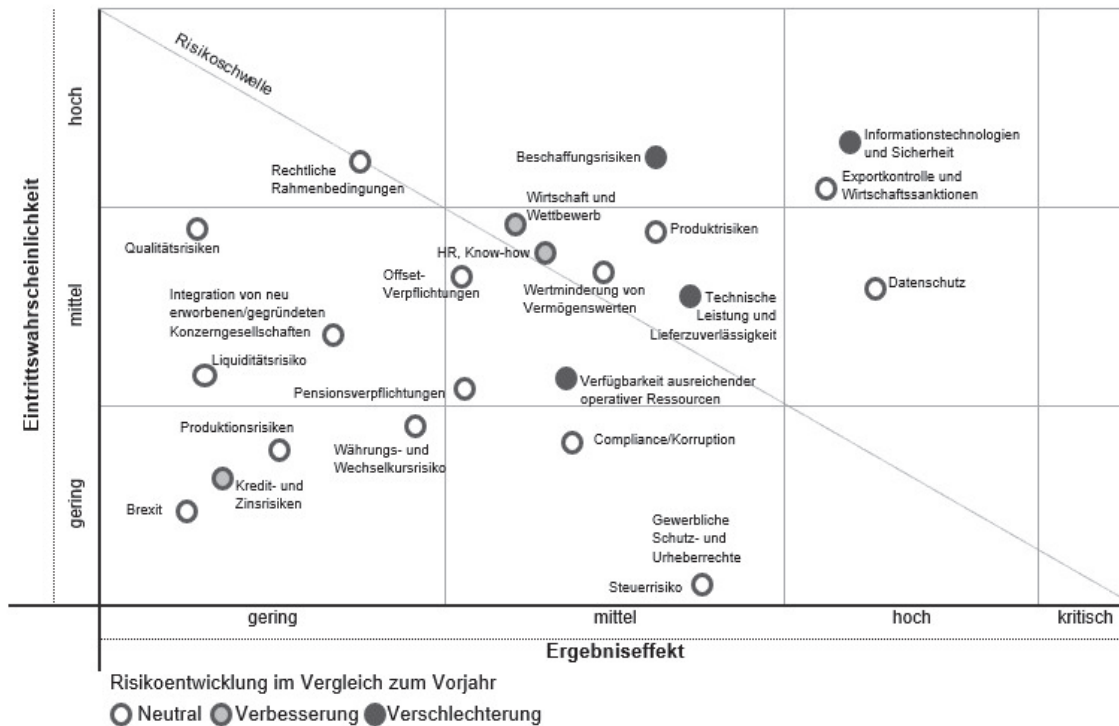 Risikoschwelle
Eintrittswahrscheinlichkeit
hoch
mittel
gering
Rechtliche
Rahmenbedingungen
Beschaffungsrisiken
Informationstechnologien
und Sicherheit
Exportkontrolle und
Wirtschaftssanktionen
Wirtschaft und
Wettbewerb
Qualitätsrisiken
HR, Know-how
Produktrisiken
Offset-
Verpflichtungen
Wertminderung von
Vermögenswerten
Datenschutz
Integration von neu
erworbenen/gegründeten
Konzerngesellschaften
Technische
Leistung und
Lieferzuverlässigkeit
Liquiditätsrisiko
Pensionsverpflichtungen
Verfügbarkeit ausreichender
operativer Ressourcen
Produktionsrisiken
Währungs- und
Wechselkursrisiko
Compliance/Korruption
Kredit- und
Zinsrisiken
Brexit
Gewerbliche
Schutz- und
Urheberrechte
Steuerrisiko
gering
mittel
hoch
kritisch
Ergebniseffekt
Risikoentwicklung im Vergleich zum Vorjahr
Neutral Verbesserung Verschlechterung